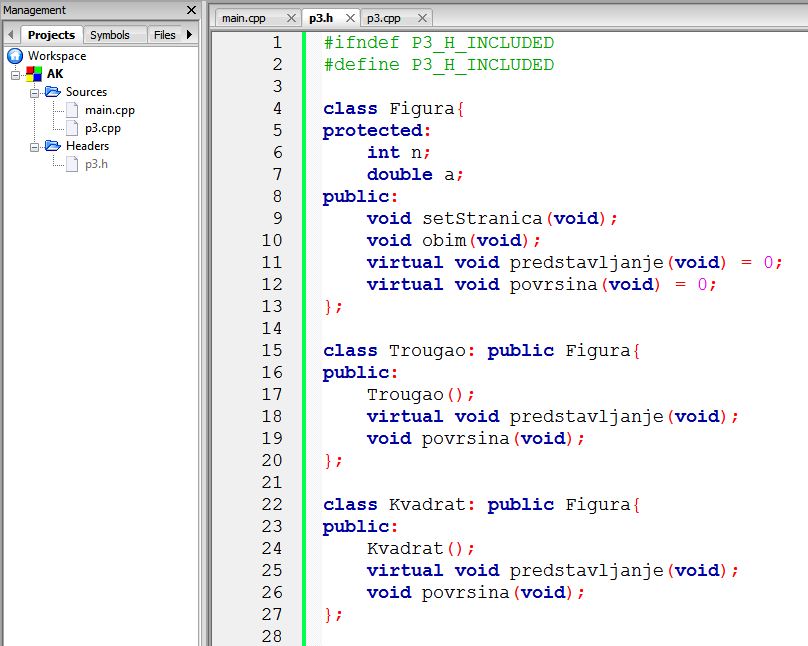 Management
Projects Symbols Files
Workspace
AK
Sources
main.cpp
p3.cpp
Headers
p3.h
main.cpp p3.h p3.cpp
1 #ifndef P3_H_INCLUDED
2 #define P3_H_INCLUDED
3
4 class Figura{
5 protected:
6     int n;
7     double a;
8 public:
9     void setStranica(void);
10     void obim(void);
11     virtual void predstavljanje(void) = 0;
12     virtual void povrsina(void) = 0;
13 };
14
15 class Trougao: public Figura{
16 public:
17     Trougao();
18     virtual void predstavljanje(void);
19     void povrsina(void);
20 };
21
22 class Kvadrat: public Figura{
23 public:
24     Kvadrat();
25     virtual void predstavljanje(void);
26     void povrsina(void);
27 };
28